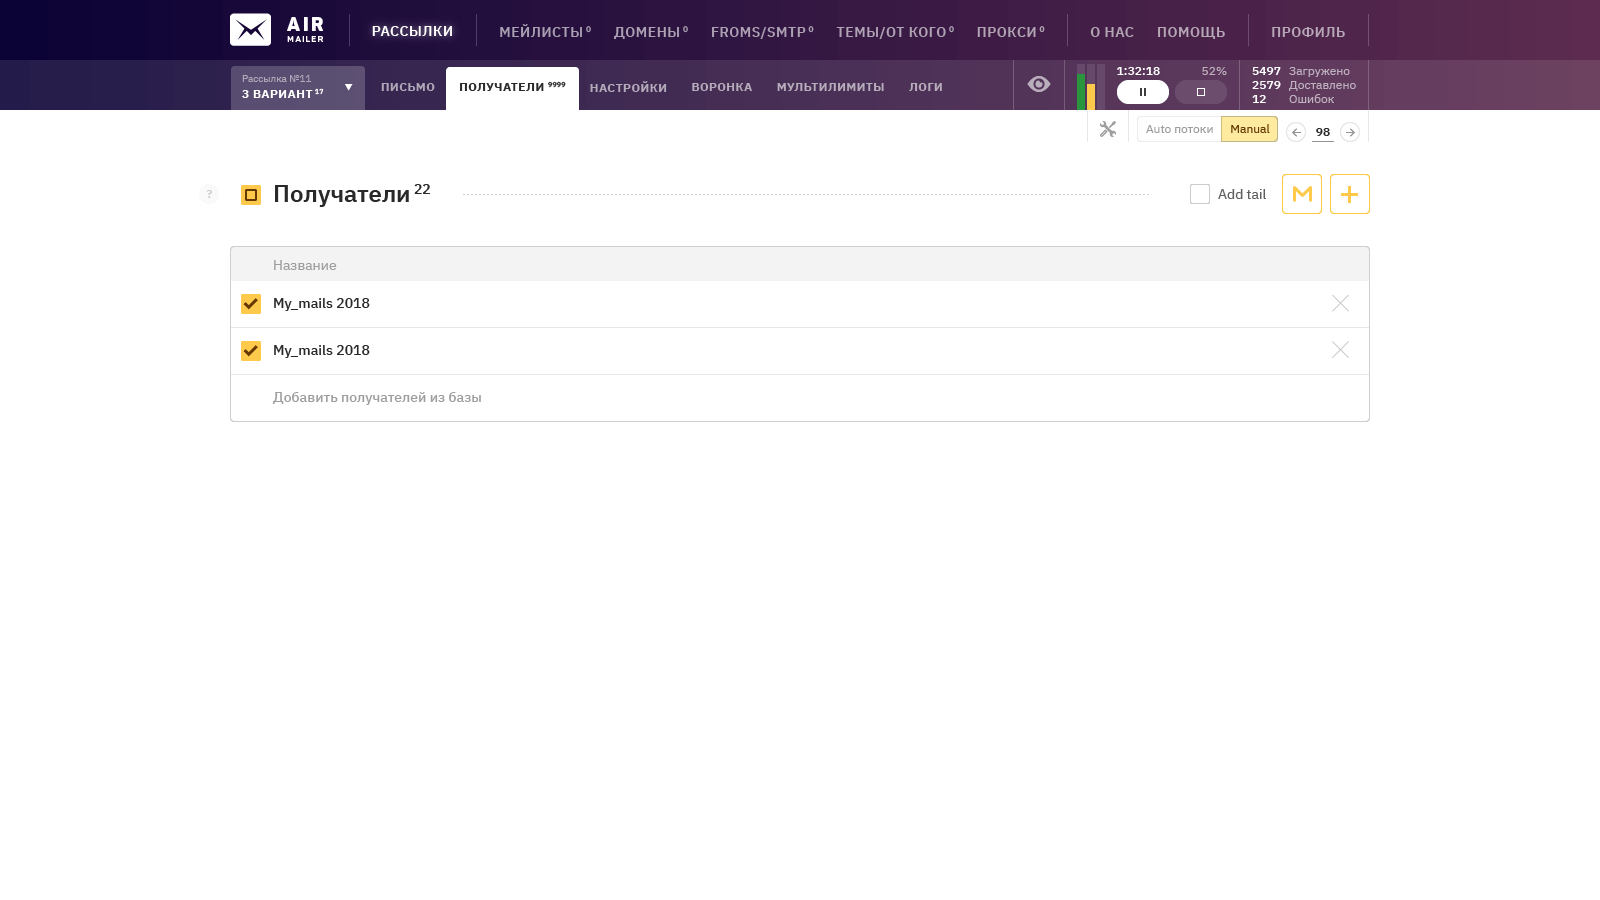 AIR
MAILER
РАССЫЛКИ
МЕЙЛИСТЫ 0
ДОМЕНЫ 0
FROMS/SMTP 0
ТЕМЫ/ОТ КОГО 0
ПРОКСИ 0
О НАС
ПОМОЩЬ
ПРОФИЛЬ
Рассылка №11
3 ВАРИАНТ 17
ПИСЬМО
ПОЛУЧАТЕЛИ 9999
НАСТРОЙКИ
ВОРОНКА
МУЛЬТИЛИМИТЫ
ЛОГИ
1:32:18 52%
5497 Загружено
2579 Доставлено
12 Ошибок
Auto потоки
Manual
98
?
Получатели 22
Add tail
Название
My_mails 2018
My_mails 2018
Добавить получателей из базы